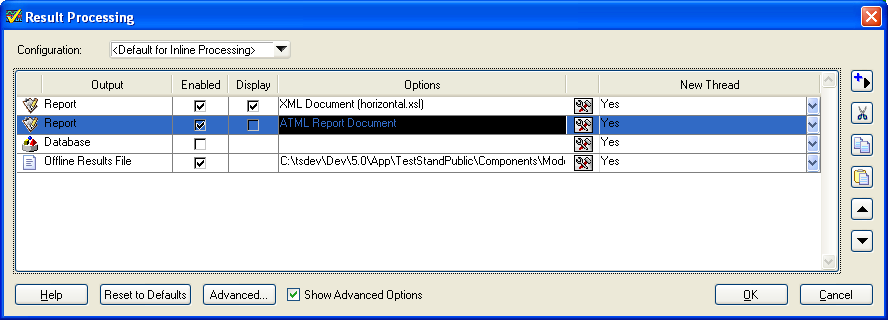 Result Processing
Configuration: <Default for Inline Processing>
Output Enabled Display Options New Thread
Report XML Document (horizontal.xsl) Yes
Report ATML Report Document Yes
Database Yes
Offline Results File C:\tsdev\Dev\5.0\App\TestStandPublic\Components\Mode Yes
Help Reset to Defaults Advanced... Show Advanced Options OK Cancel